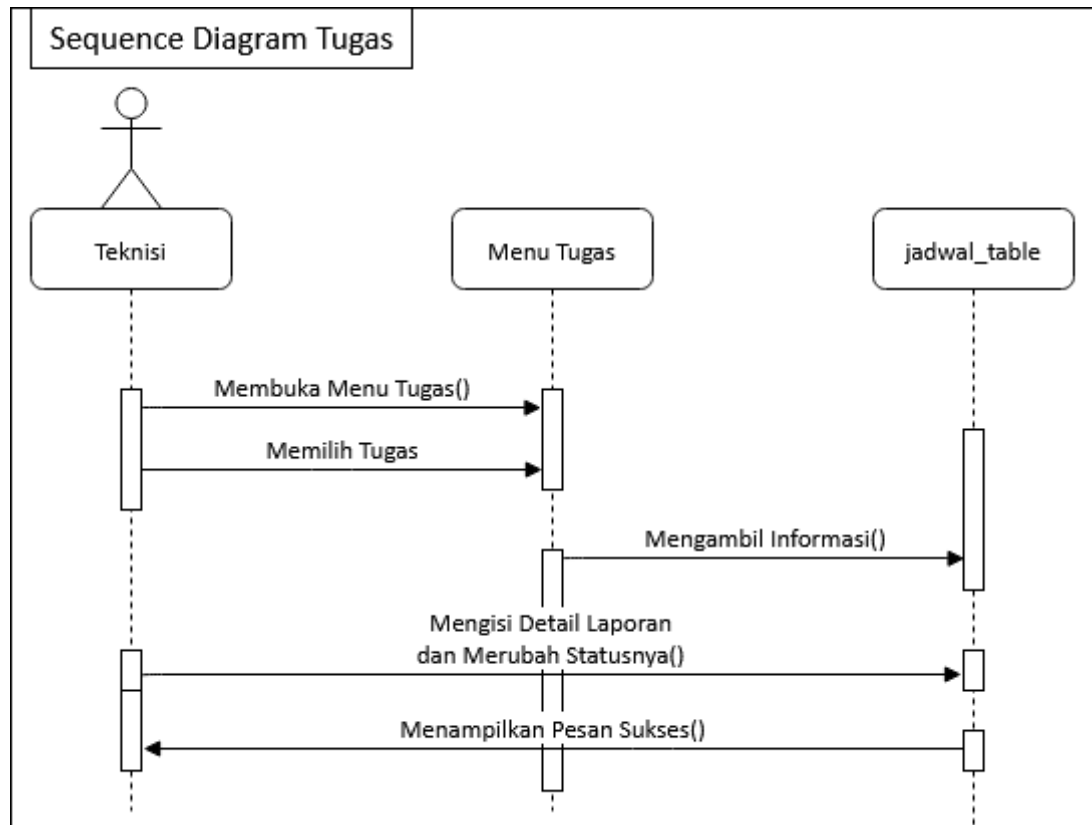 Sequence Diagram Tugas
Teknisi
Menu Tugas
jadwal_table
Membuka Menu Tugas()
Memilih Tugas
Mengambil Informasi()
Mengisi Detail Laporan
dan Merubah Statusnya()
Menampilkan Pesan Sukses()